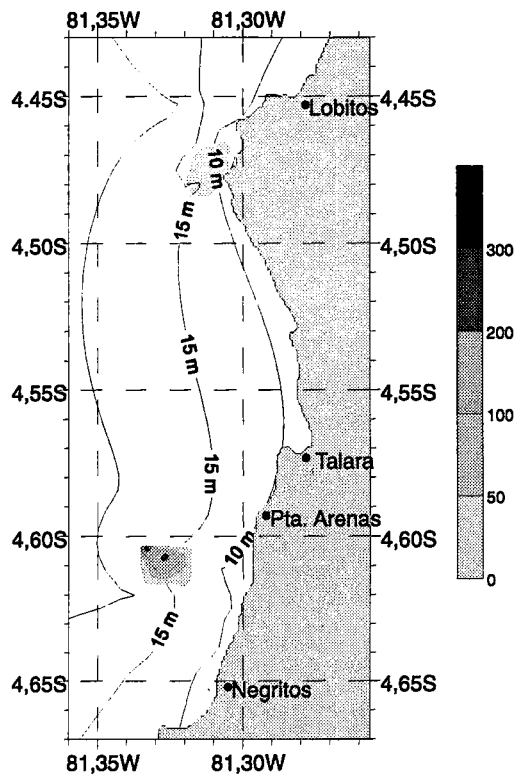 81,35W 81,30W
4,45S 4,45S
Lobitos
10 m
15 m
4,50S 4,50S
300
15 m
200
4,55S 4,55S
100
15 m
Talara
50
Pta. Arenas
4,60S 10 m 4,60S
0
15 m
4,65S Negritos 4,65S
81,35W 81,30W